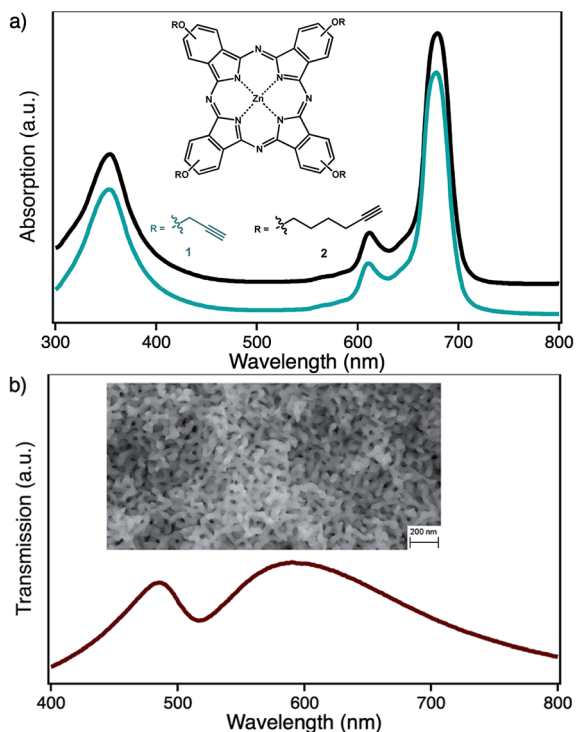 a)
Absorption (a.u.)
RO
OR
N
N
N
N
Zn
N
N
N
N
RO
OR
R =
1
R =
2
300
400
500
600
700
800
Wavelength (nm)
b)
Transmission (a.u.)
200 nm
400
500
600
700
800
Wavelength (nm)